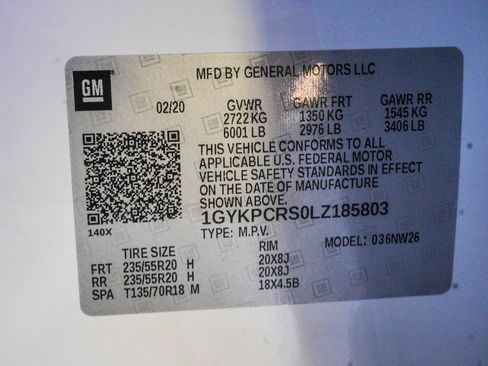 GM
MFD BY GENERAL MOTORS LLC
02/20 GVWR GAWR FRT GAWR RR
2722 KG 1350 KG 1545 KG
6001 LB 2976 LB 3406 LB
THIS VEHICLE CONFORMS TO ALL
APPLICABLE U.S. FEDERAL MOTOR
VEHICLE SAFETY STANDARDS IN EFFECT
ON THE DATE OF MANUFACTURE
SHOWN ABOVE.
1GYKPCRS0LZ185803
140X TYPE: M.P.V. MODEL: 036NW26
TIRE SIZE RIM
FRT 235/55R20 H 20X8J
RR 235/55R20 H 20X8J
SPA T135/70R18 M 18X4.5B